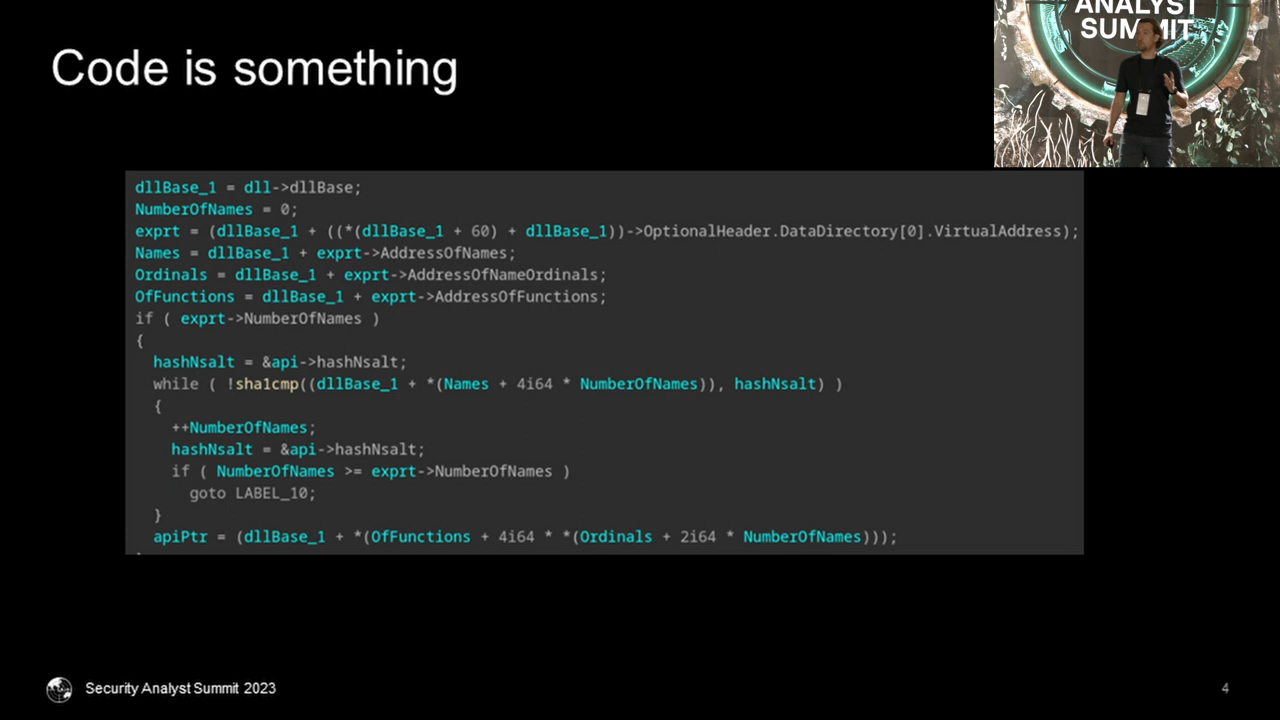 Code is something
ANALYST
SUMMIT
dllBase_1 = dll->dllBase;
NumberOfNames = 0;
exprt = (dllBase_1 + ((*(dllBase_1 + 60) + dllBase_1))->OptionalHeader.DataDirectory[0].VirtualAddress);
Names = dllBase_1 + exprt->AddressOfNames;
Ordinals = dllBase_1 + exprt->AddressOfNameOrdinals;
OfFunctions = dllBase_1 + exprt->AddressOfFunctions;
if ( exprt->NumberOfNames )
{
hashNsalt = &api->hashNsalt;
while ( !sha1cmp((dllBase_1 + *(Names + 4i64 * NumberOfNames)), hashNsalt) )
{
++NumberOfNames;
hashNsalt = &api->hashNsalt;
if ( NumberOfNames >= exprt->NumberOfNames )
goto LABEL_10;
}
apiPtr = (dllBase_1 + *(OfFunctions + 4i64 * *(Ordinals + 2i64 * NumberOfNames)));
Security Analyst Summit 2023
4